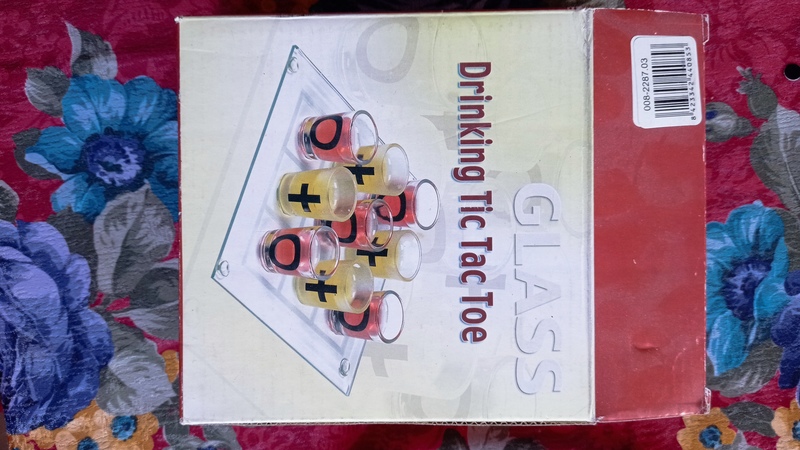 GLASS
Drinking Tic Tac Toe
O
+
O
+
O
+
O
+
O
008-2287.03
8423342440853